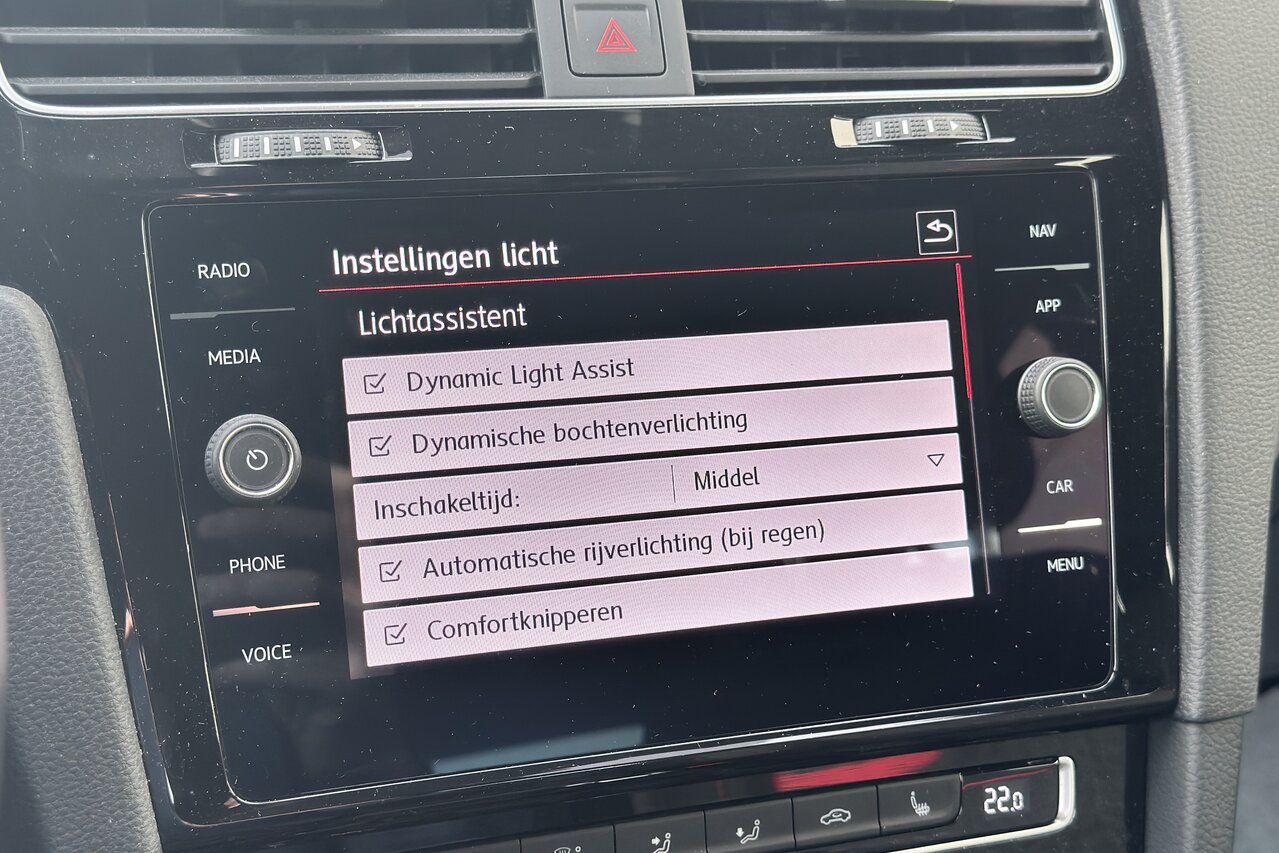 Instellingen licht
Lichtassistent
Dynamic Light Assist
Dynamische bochtenverlichting
Inschakeltijd: Middel
Automatische rijverlichting (bij regen)
Comfortknipperen
RADIO
MEDIA
PHONE
VOICE
NAV
APP
CAR
MENU
22.0